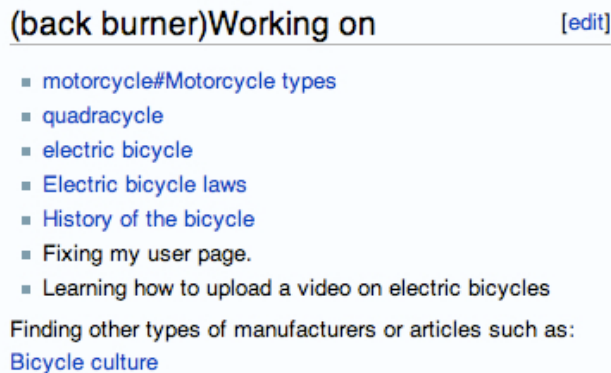 (back burner)Working on [edit]
motorcycle#Motorcycle types
quadracycle
electric bicycle
Electric bicycle laws
History of the bicycle
Fixing my user page.
Learning how to upload a video on electric bicycles
Finding other types of manufacturers or articles such as:
Bicycle culture